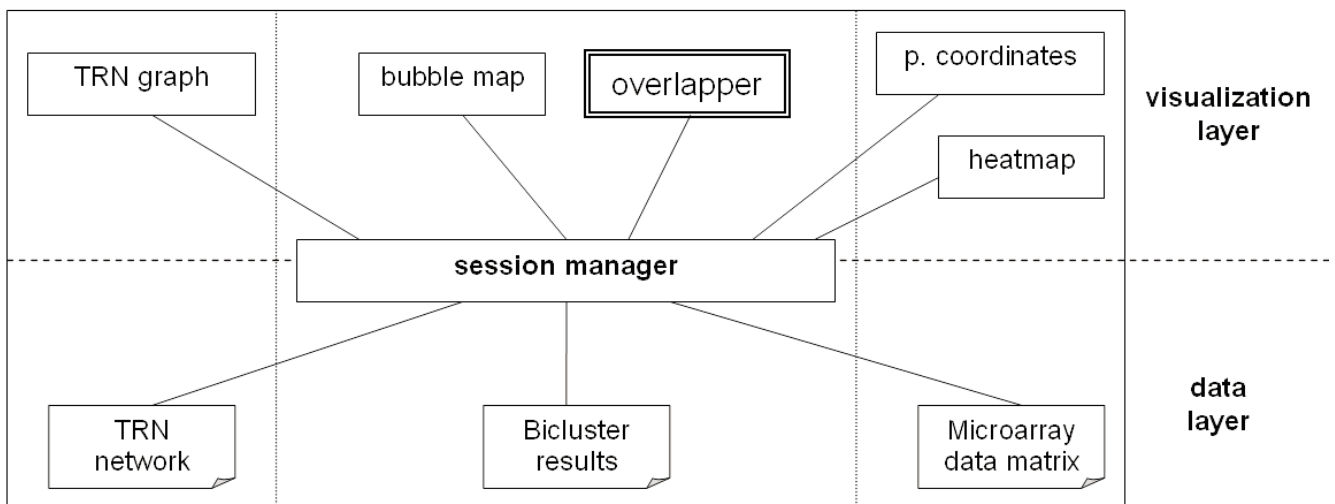 TRN graph
bubble map
overlapper
p. coordinates
heatmap
visualization
layer
session manager
TRN
network
Bicluster
results
Microarray
data matrix
data
layer